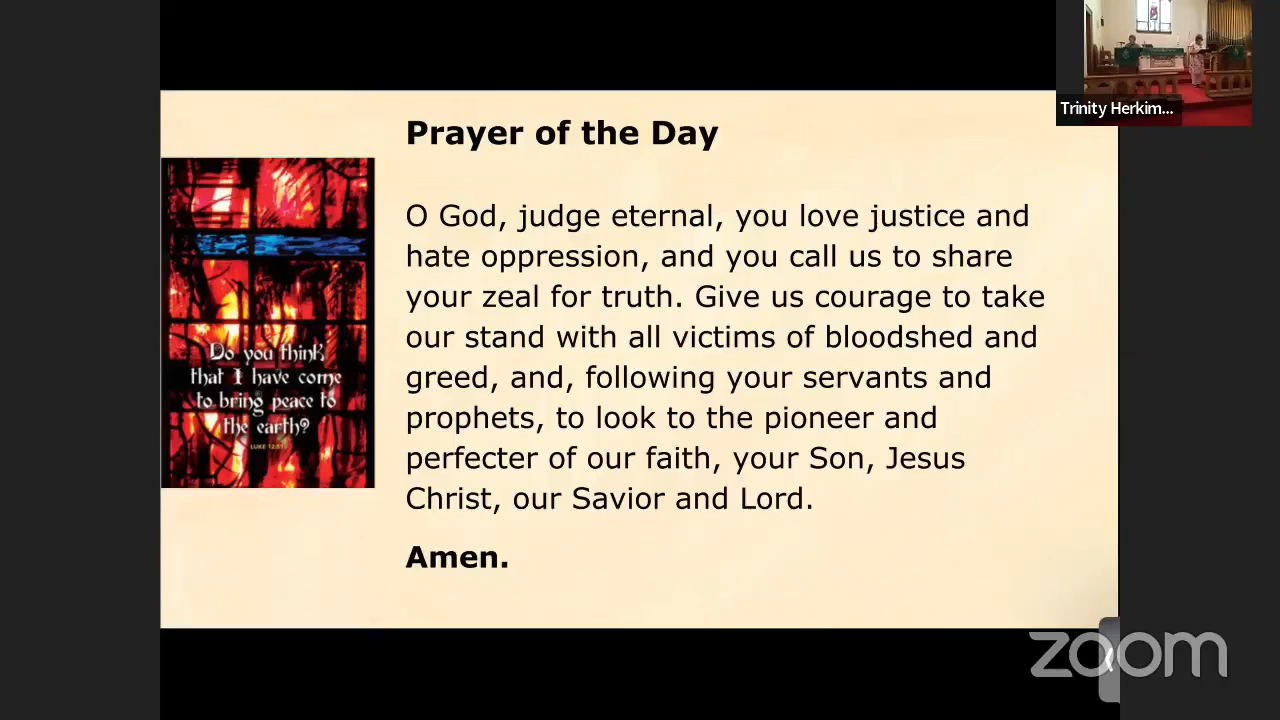 Trinity Herkim...
Prayer of the Day
O God, judge eternal, you love justice and
hate oppression, and you call us to share
your zeal for truth. Give us courage to take
our stand with all victims of bloodshed and
greed, and, following your servants and
prophets, to look to the pioneer and
perfecter of our faith, your Son, Jesus
Christ, our Savior and Lord.
Amen.
Do you think
that I have come
to bring peace to
the earth?
LUKE 12:51
zoom